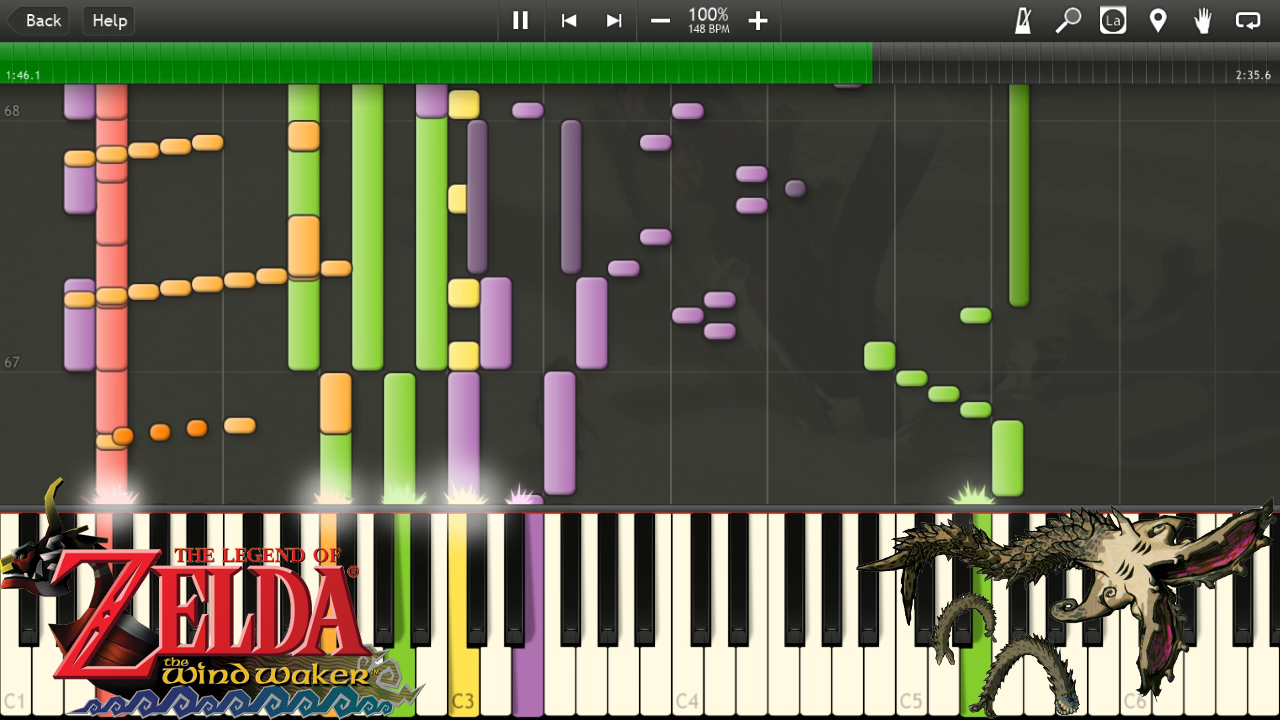 Back
Help
100%
148 BPM
La
1:46.1
2:35.6
68
67
THE LEGEND OF
ZELDA®
the
Wind Waker™
C1
C3
C4
C5
C6